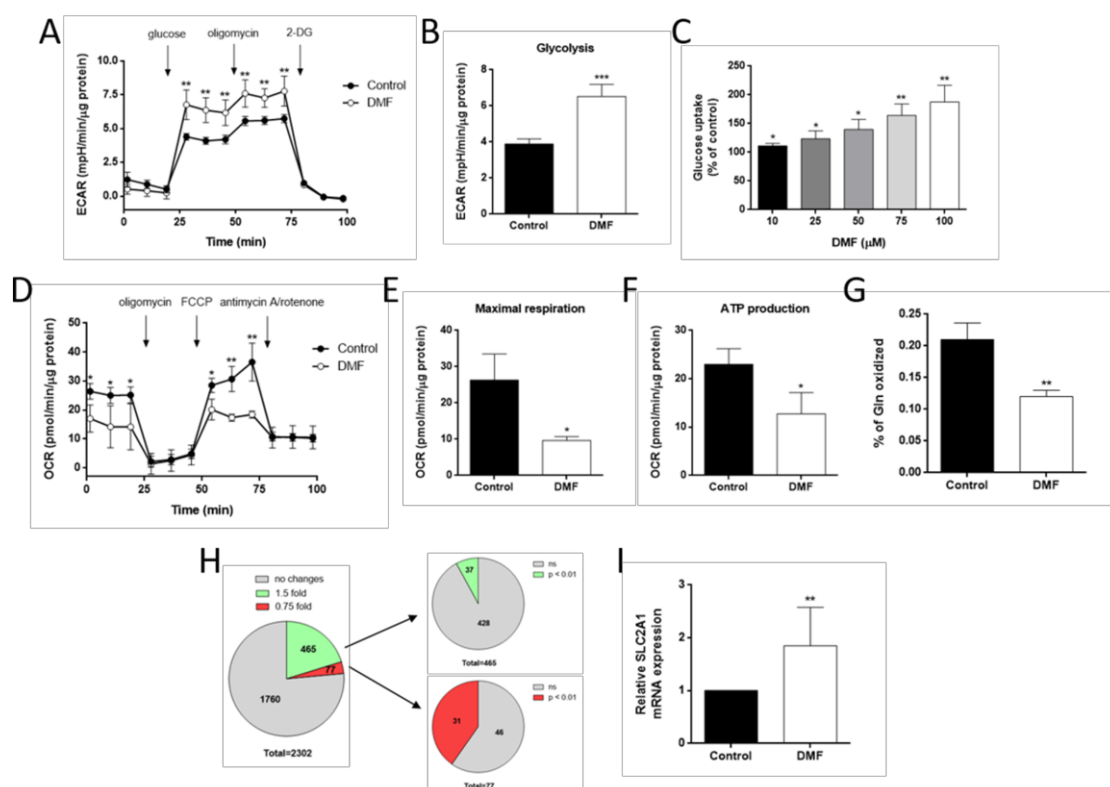 A
glucose
oligomycin
2-DG
ECAR (mpH/min/µg protein)
10.0
7.5
5.0
2.5
0.0
** ** ** ** ** **
Control
DMF
0 25 50 75 100
Time (min)
B
Glycolysis
ECAR (mpH/min/µg protein)
8
6
4
2
0
***
Control DMF
C
Glucose uptake
(% of control)
250
200
150
100
50
0
* * * ** **
10 25 50 75 100
DMF (µM)
D
oligomycin FCCP antimycin A/rotenone
OCR (pmol/min/µg protein)
50
40
30
20
10
0
* * * * ** **
Control
DMF
0 25 50 75 100
Time (min)
E
Maximal respiration
OCR (pmol/min/µg protein)
40
30
20
10
0
*
Control DMF
F
ATP production
OCR (pmol/min/µg protein)
30
20
10
0
*
Control DMF
G
% of Gln oxidized
0.25
0.20
0.15
0.10
0.05
0.00
**
Control DMF
H
no changes
1.5 fold
0.75 fold
465
77
1760
Total=2302
ns
p < 0.01
37
428
Total=465
ns
p < 0.01
31
46
Total=77
I
Relative SLC2A1
mRNA expression
3
2
1
0
**
Control DMF